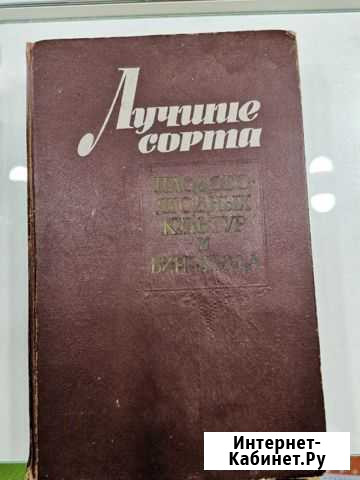 Лучшие
сорта
ПЛОДОВО-
ЯГОДНЫХ
КУЛЬТУР
И
ВИНОГРАДА
Интернет-
Кабинет.Ру